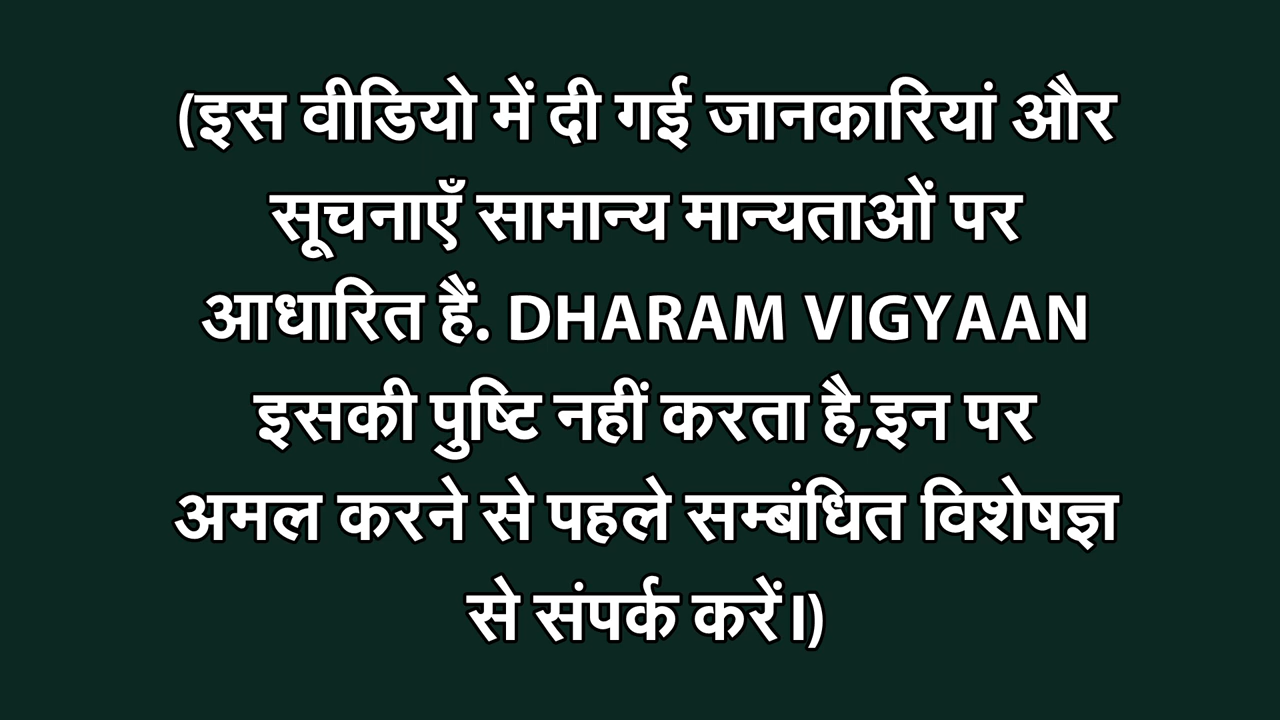 (इस वीडियो में दी गई जानकारियां और
सूचनाएँ सामान्य मान्यताओं पर
आधारित हैं. DHARAM VIGYAAN
इसकी पुष्टि नहीं करता है,इन पर
अमल करने से पहले सम्बंधित विशेषज्ञ
से संपर्क करें।)